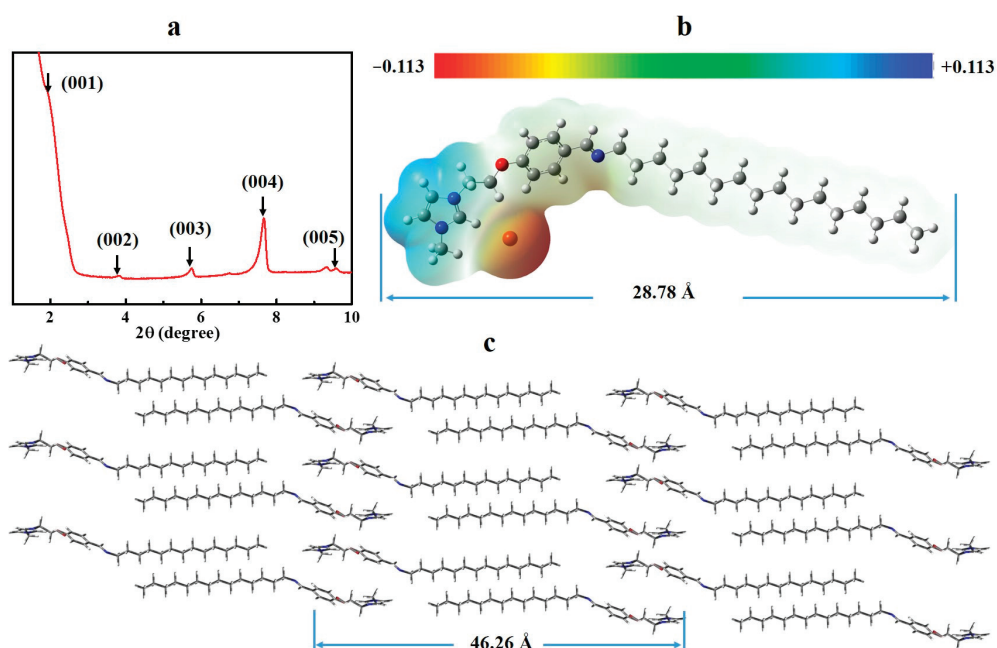 a
(001)
(002)
(003)
(004)
(005)
2 4 6 8 10
2θ (degree)
b
−0.113 +0.113
28.78 Å
c
46.26 Å